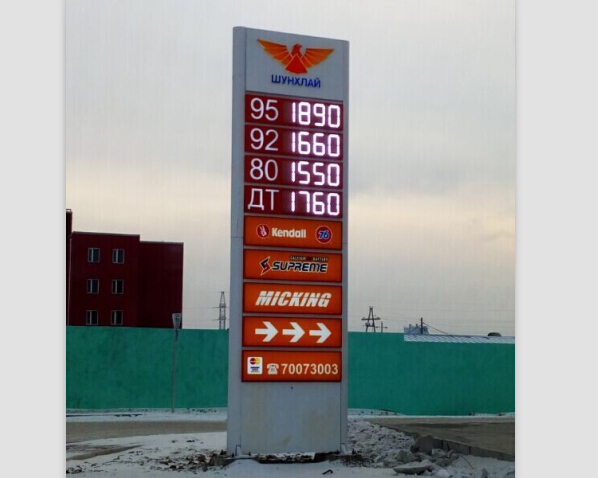 ШУНХЛАЙ
95 1890
92 1660
80 1550
ДТ 1760
Kendall 76
SUPREME
MICKING
70073003